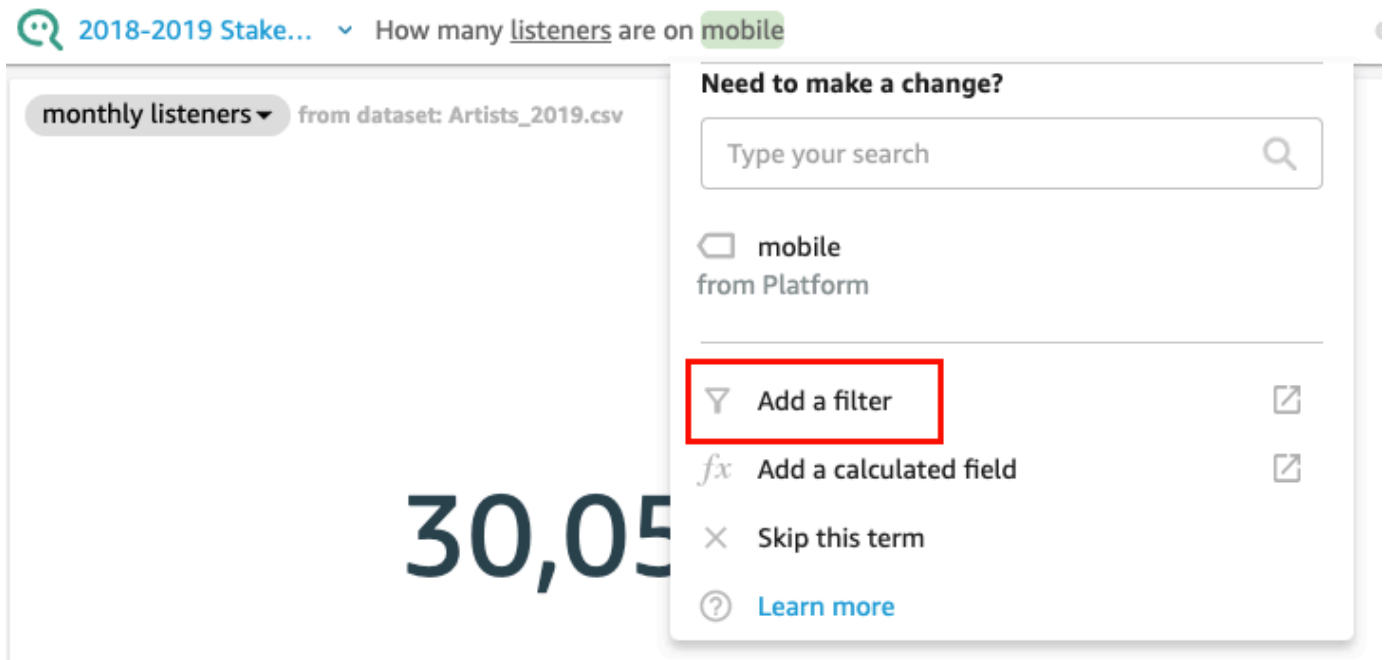 2018-2019 Stake... How many listeners are on mobile
monthly listeners from dataset: Artists_2019.csv
30,05
Need to make a change?
Type your search
mobile
from Platform
Add a filter
fx Add a calculated field
Skip this term
? Learn more